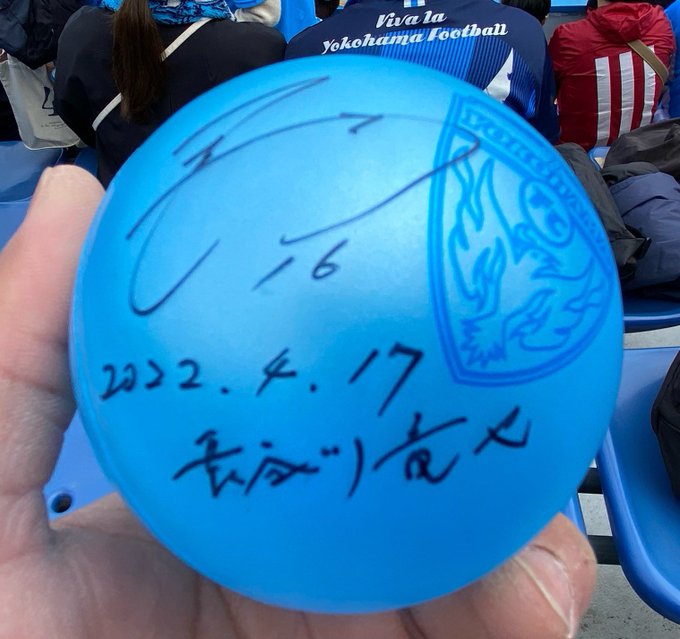 Viva la
Yokohama Football
16
2022.4.17
長谷川竜也